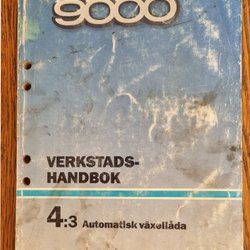 9000
VERKSTADS-
HANDBOK
4:3 Automatisk växellåda